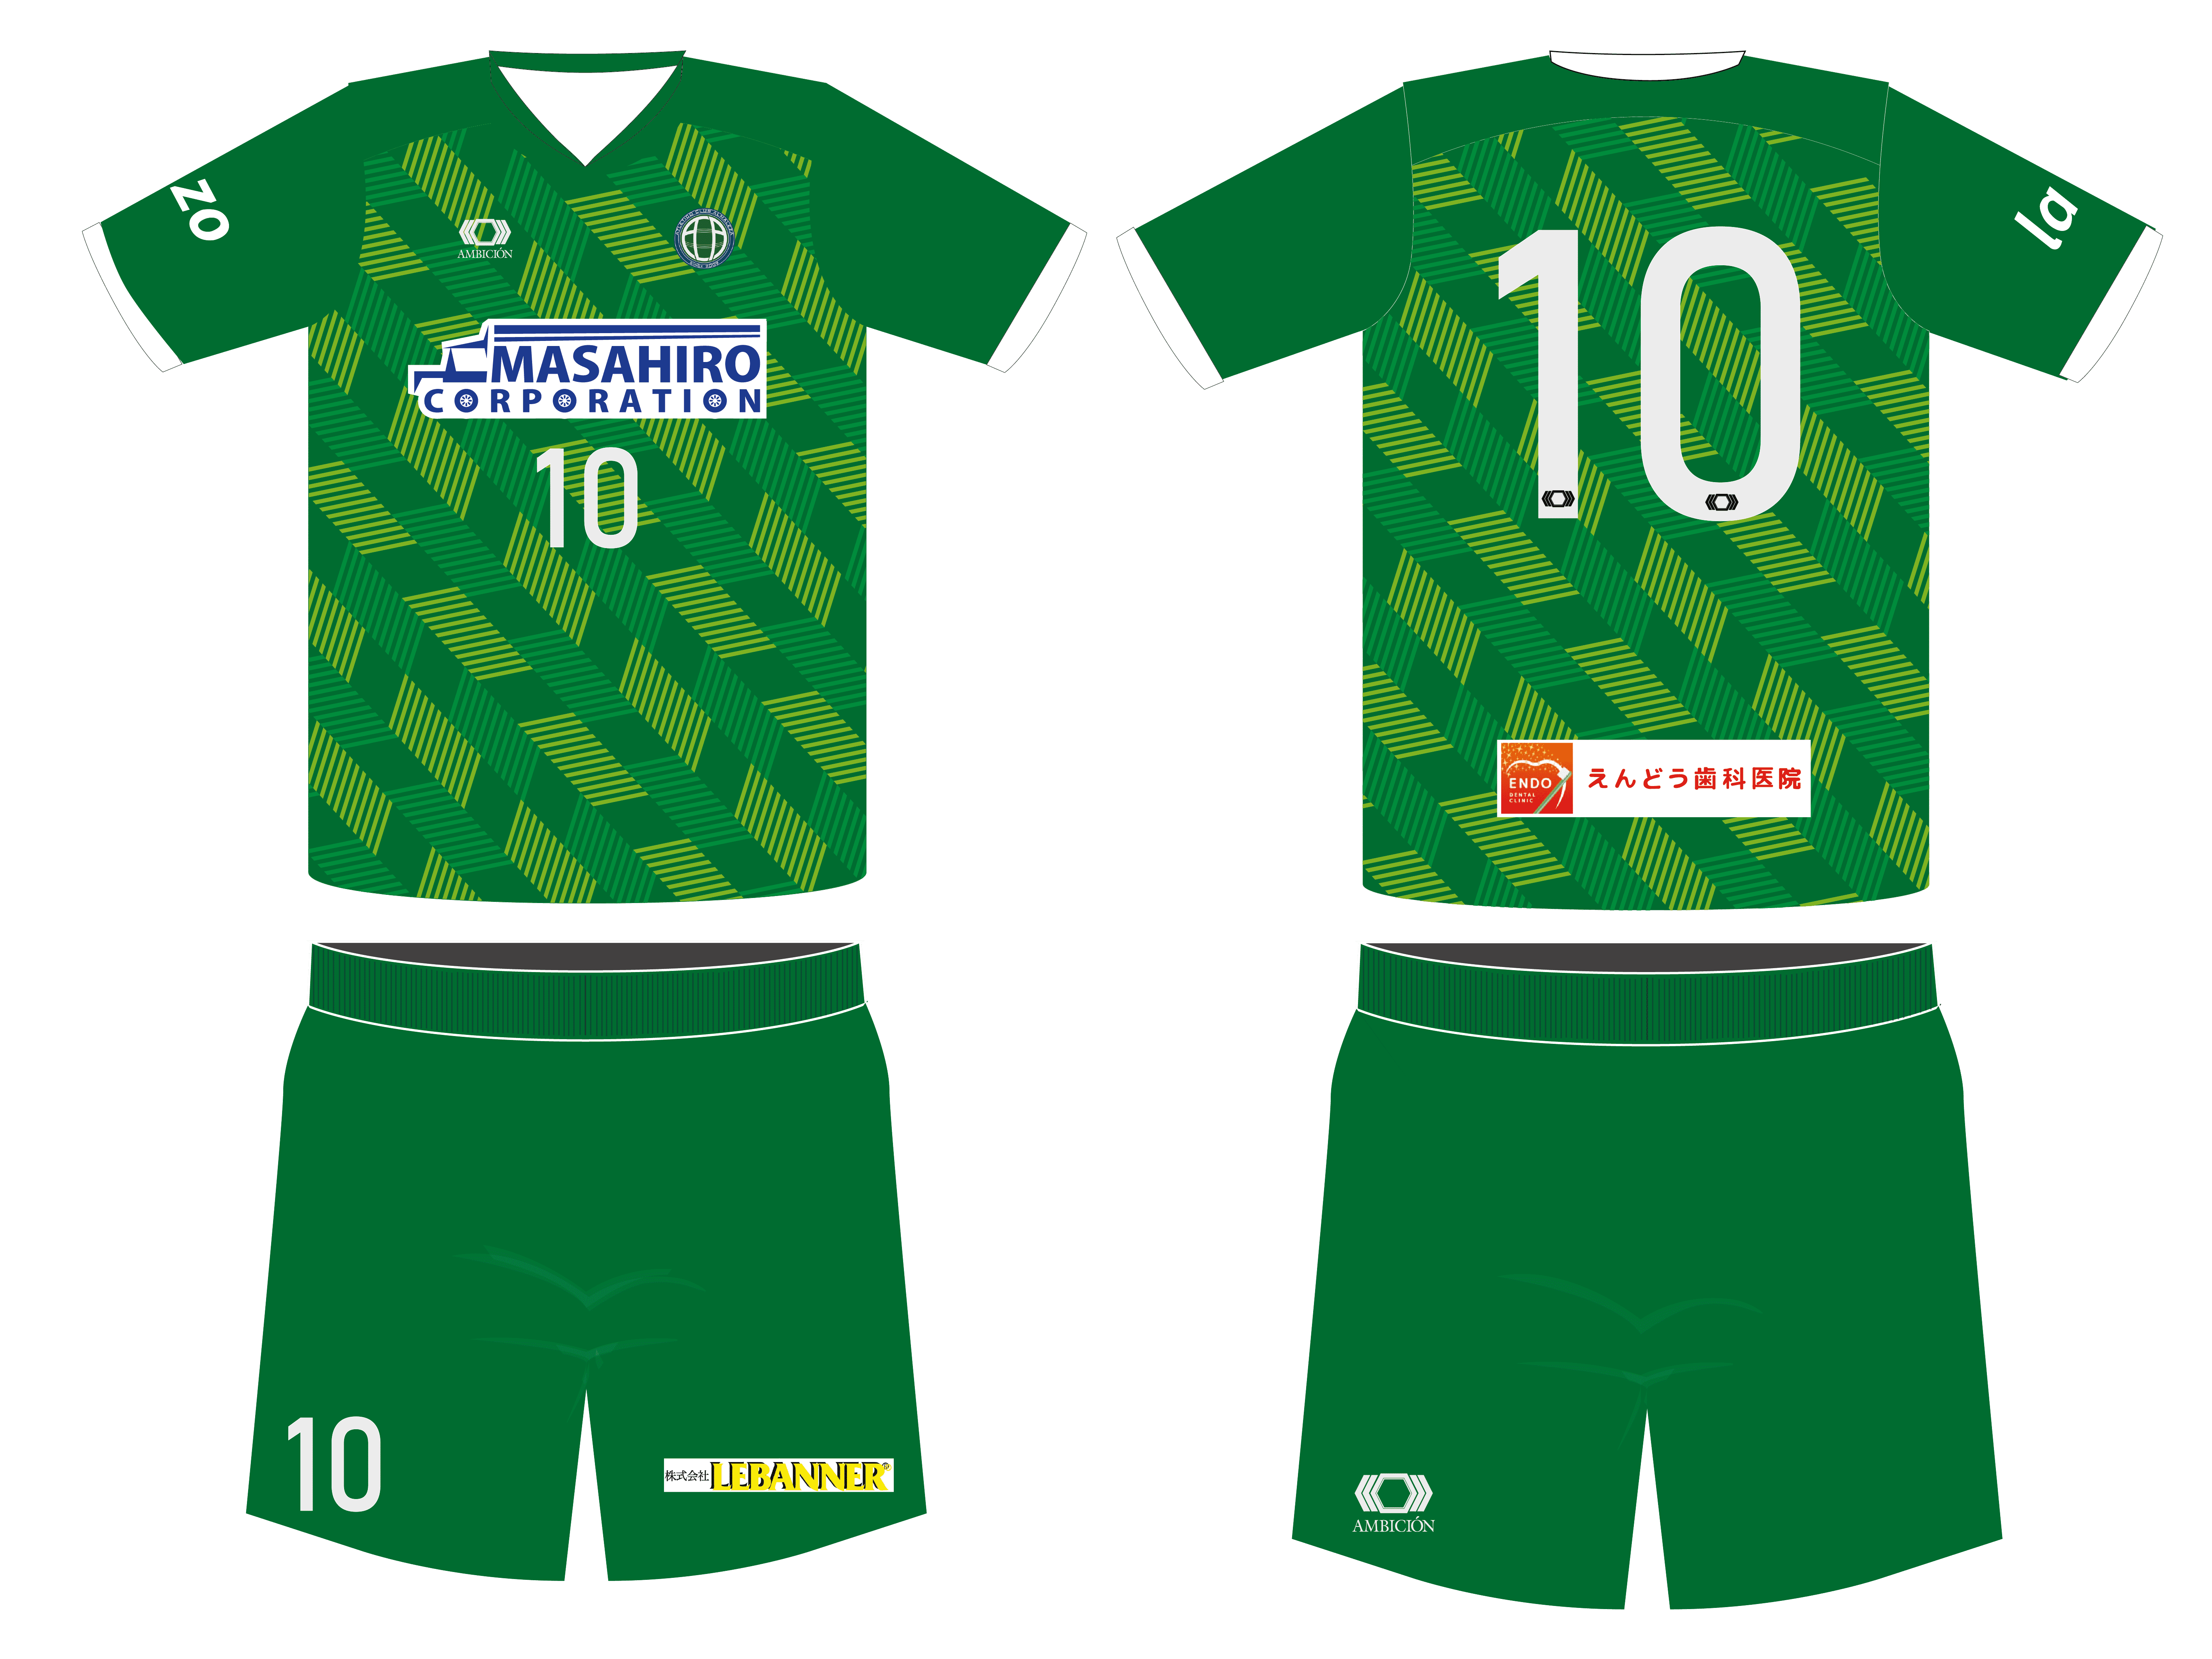 oz
AMBICIÓN
MASAHIRO
CORPORATION
10
la
10
ENDO
DENTAL
CLINIC
えんどう歯科医院
10
株式会社 LEBANNER®
AMBICIÓN